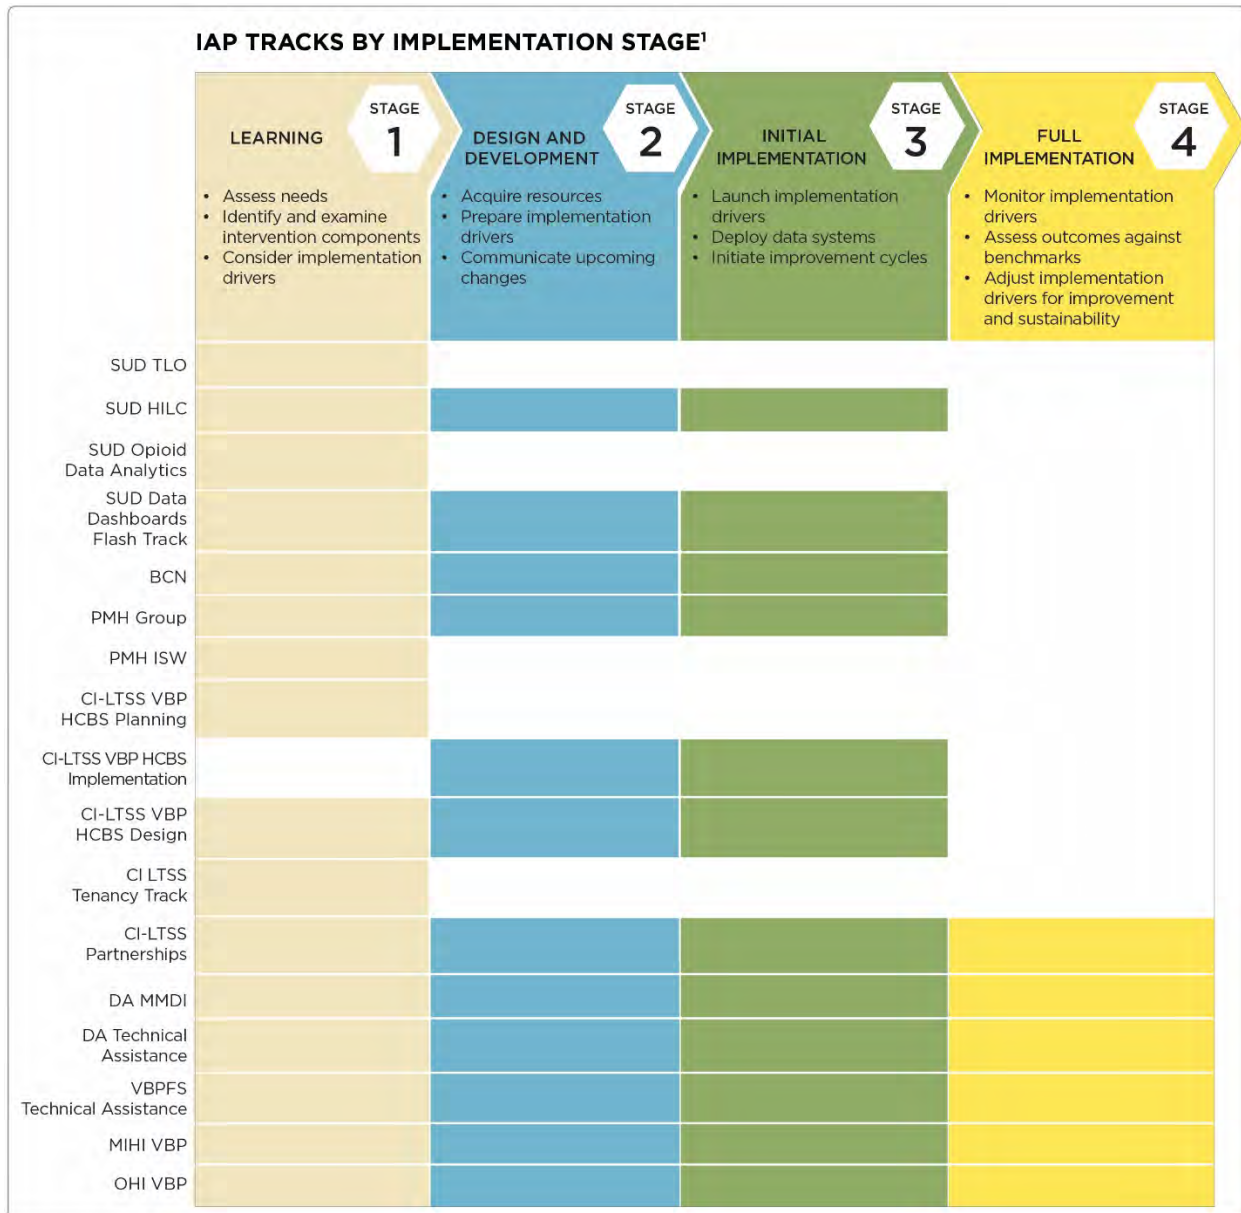 IAP TRACKS BY IMPLEMENTATION STAGE¹
LEARNING
STAGE
1
• Assess needs
• Identify and examine
intervention components
• Consider implementation
drivers
DESIGN AND
DEVELOPMENT
STAGE
2
• Acquire resources
• Prepare implementation
drivers
• Communicate upcoming
changes
INITIAL
IMPLEMENTATION
STAGE
3
• Launch implementation
drivers
• Deploy data systems
• Initiate improvement cycles
FULL
IMPLEMENTATION
STAGE
4
• Monitor implementation
drivers
• Assess outcomes against
benchmarks
• Adjust implementation
drivers for improvement
and sustainability
SUD TLO
SUD HILC
SUD Opioid
Data Analytics
SUD Data
Dashboards
Flash Track
BCN
PMH Group
PMH ISW
CI-LTSS VBP
HCBS Planning
CI-LTSS VBP HCBS
Implementation
CI-LTSS VBP
HCBS Design
CI LTSS
Tenancy Track
CI-LTSS
Partnerships
DA MMDI
DA Technical
Assistance
VBPFS
Technical Assistance
MIHI VBP
OHI VBP